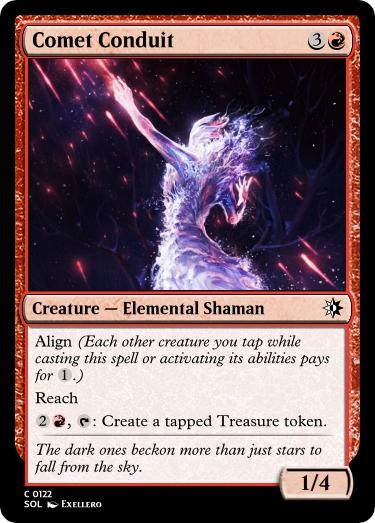 Comet Conduit 3
Creature — Elemental Shaman
Align (Each other creature you tap while
casting this spell or activating its abilities pays
for 1.)
Reach
2, : Create a tapped Treasure token.
The dark ones beckon more than just stars to
fall from the sky.
1/4
C 0122
SOL Exellero